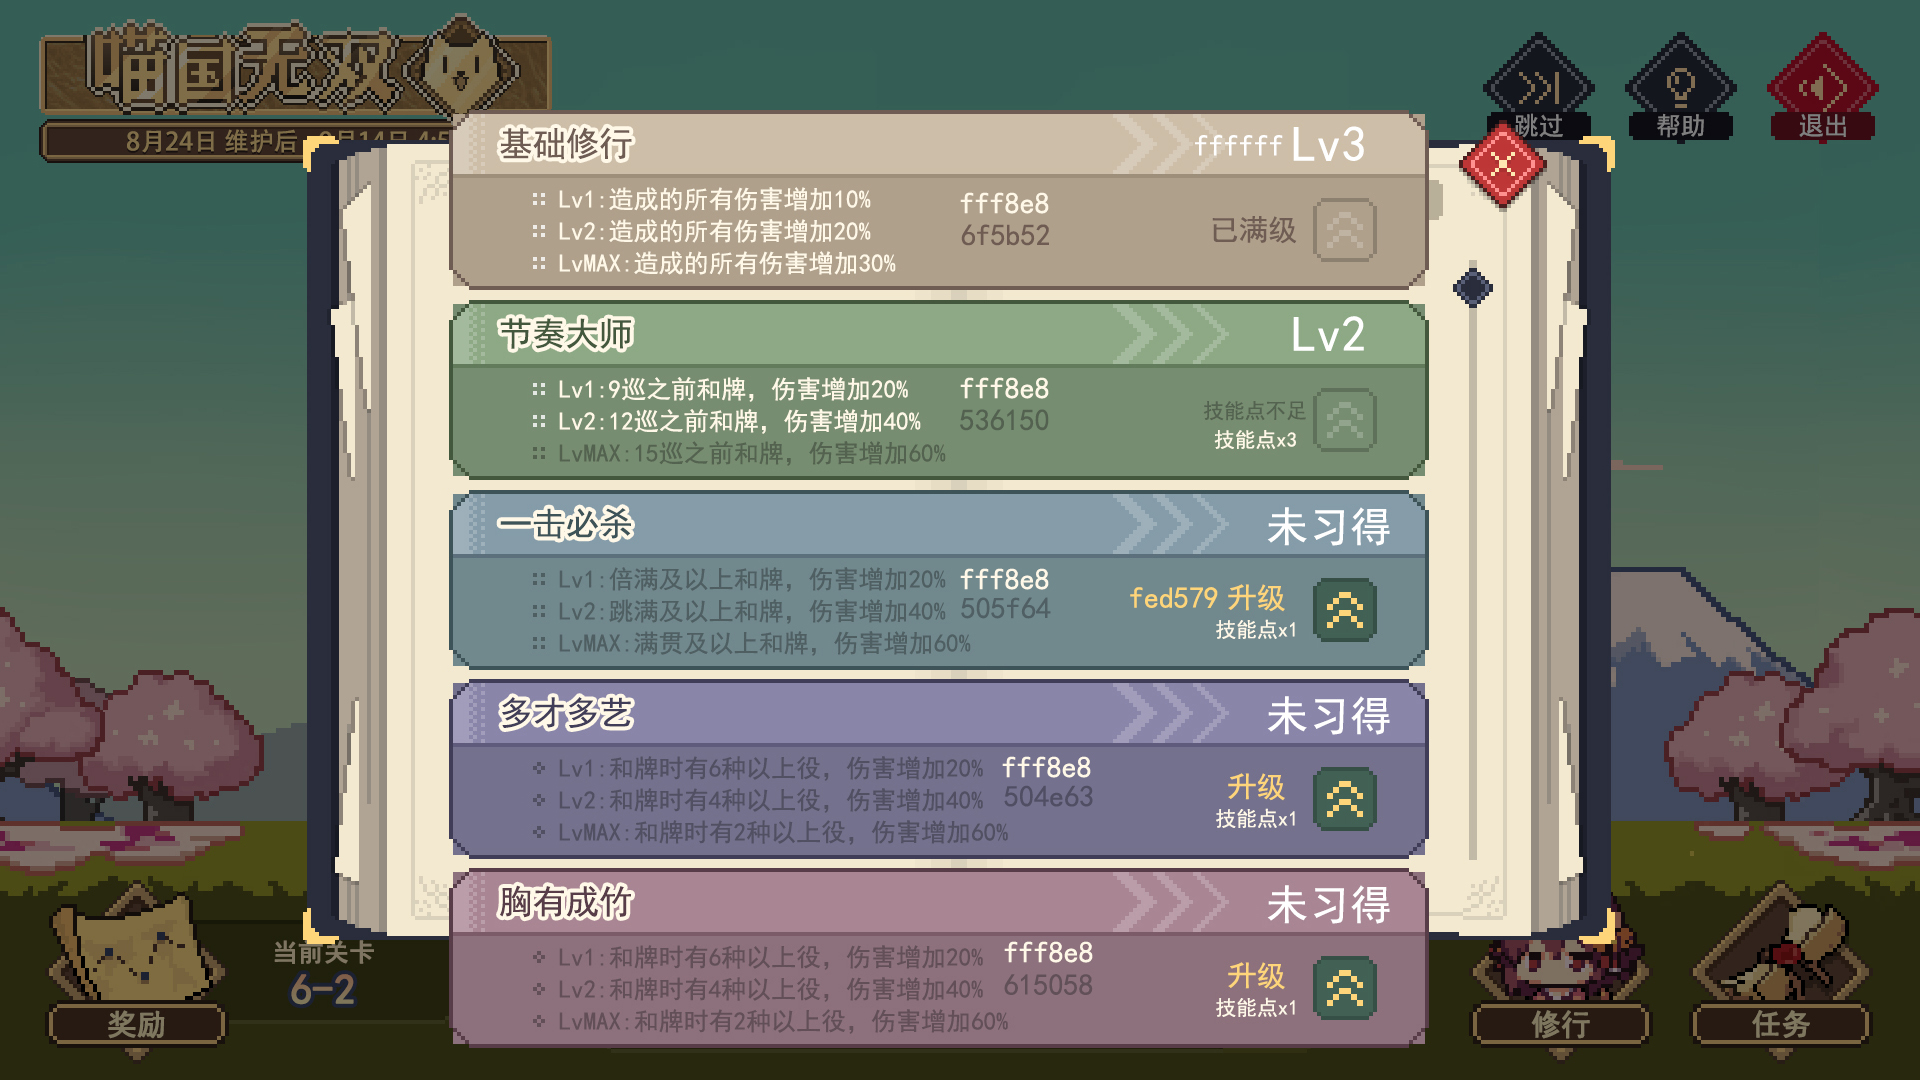 喵国无双
8月24日 维护后
跳过
帮助
退出
基础修行
ffffff Lv3
Lv1:造成的所有伤害增加10%
fff8e8
Lv2:造成的所有伤害增加20%
6f5b52
LvMAX:造成的所有伤害增加30%
已满级
节奏大师
Lv2
Lv1:9巡之前和牌，伤害增加20%
fff8e8
Lv2:12巡之前和牌，伤害增加40%
536150
LvMAX:15巡之前和牌，伤害增加60%
技能点不足
技能点x3
一击必杀
未习得
Lv1:倍满及以上和牌，伤害增加20%
fff8e8
Lv2:跳满及以上和牌，伤害增加40%
505f64
LvMAX:满贯及以上和牌，伤害增加60%
fed579 升级
技能点x1
多才多艺
未习得
Lv1:和牌时有6种以上役，伤害增加20%
fff8e8
Lv2:和牌时有4种以上役，伤害增加40%
504e63
LvMAX:和牌时有2种以上役，伤害增加60%
升级
技能点x1
胸有成竹
未习得
Lv1:和牌时有6种以上役，伤害增加20%
fff8e8
Lv2:和牌时有4种以上役，伤害增加40%
615058
LvMAX:和牌时有2种以上役，伤害增加60%
升级
技能点x1
当前关卡
6-2
奖励
修行
任务